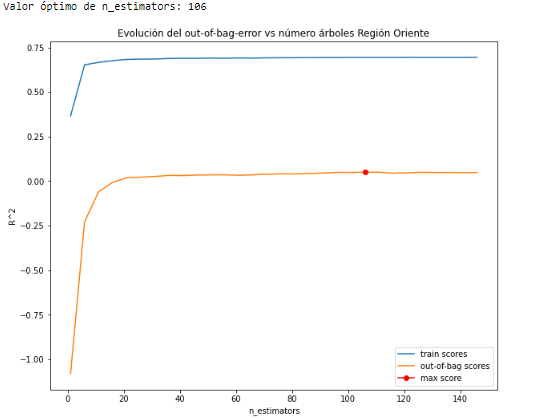 Valor óptimo de n_estimators: 106
Evolución del out-of-bag-error vs número árboles Región Oriente
0.75
0.50
0.25
0.00
−0.25
−0.50
−0.75
−1.00
R^2
0 20 40 60 80 100 120 140
n_estimators
train scores
out-of-bag scores
max score